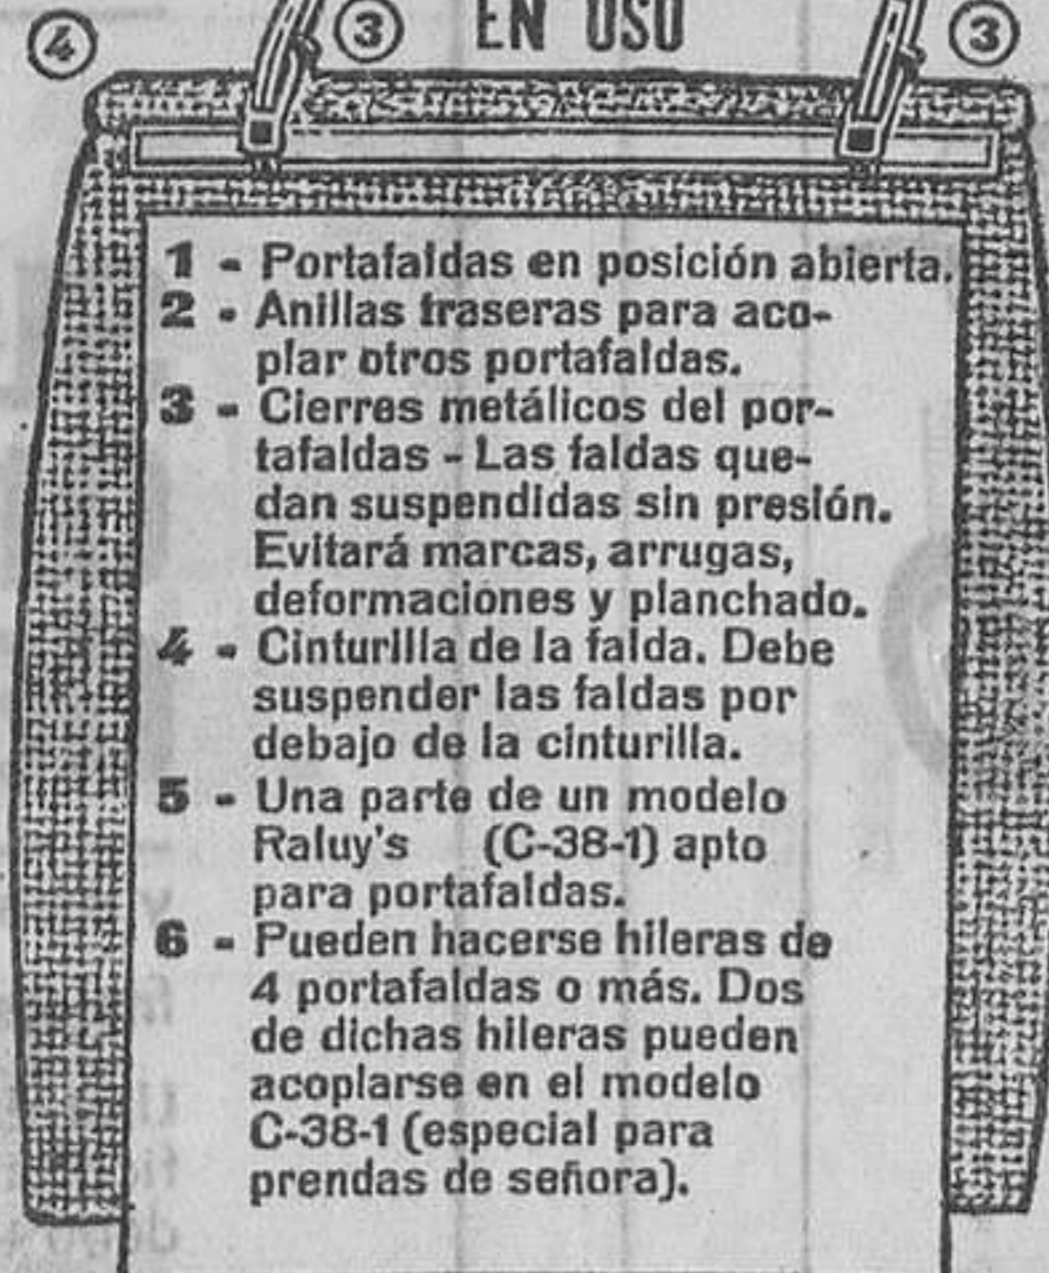 4 3 EN USO 3
1 - Portafaldas en posición abierta.
2 - Anillas traseras para aco-
plar otros portafaldas.
3 - Cierres metálicos del por-
tafaldas - Las faldas que-
dan suspendidas sin presión.
Evitará marcas, arrugas,
deformaciones y planchado.
4 - Cinturilla de la falda. Debe
suspender las faldas por
debajo de la cinturilla.
5 - Una parte de un modelo
Raluy's (C-38-1) apto
para portafaldas.
6 - Pueden hacerse hileras de
4 portafaldas o más. Dos
de dichas hileras pueden
acoplarse en el modelo
C-38-1 (especial para
prendas de señora).